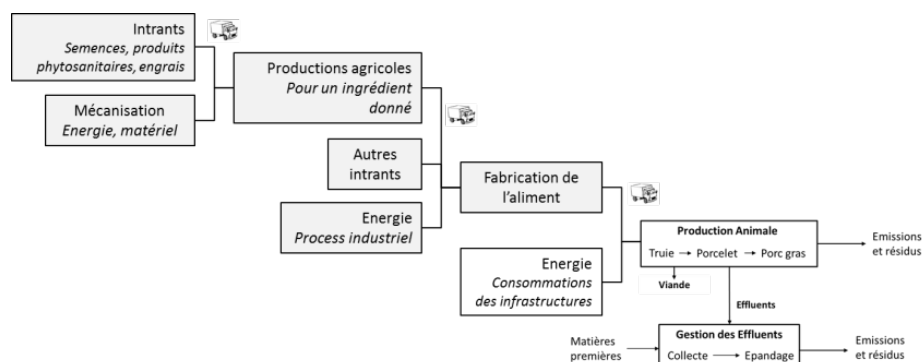 Intrants
Semences, produits
phytosanitaires, engrais
Mécanisation
Energie, matériel
Productions agricoles
Pour un ingrédient
donné
Autres
intrants
Energie
Process industriel
Fabrication de
l'aliment
Energie
Consommations
des infrastructures
Production Animale
Truie → Porcelet → Porc gras
Viande
Effluents
Emissions
et résidus
Matières
premières
Gestion des Effluents
Collecte → Epandage
Emissions
et résidus